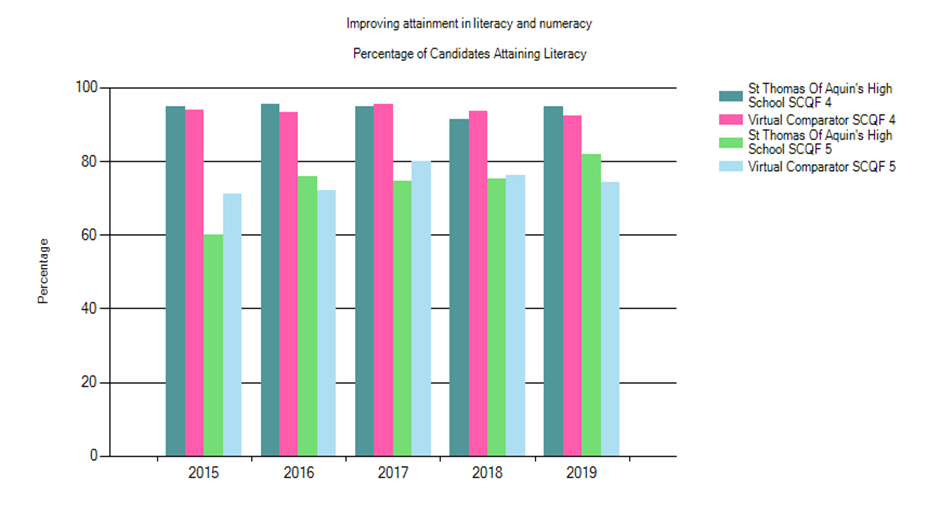 Improving attainment in literacy and numeracy
Percentage of Candidates Attaining Literacy
100
80
60
40
20
0
Percentage
2015 2016 2017 2018 2019
St Thomas Of Aquin's High
School SCQF 4
Virtual Comparator SCQF 4
St Thomas Of Aquin's High
School SCQF 5
Virtual Comparator SCQF 5